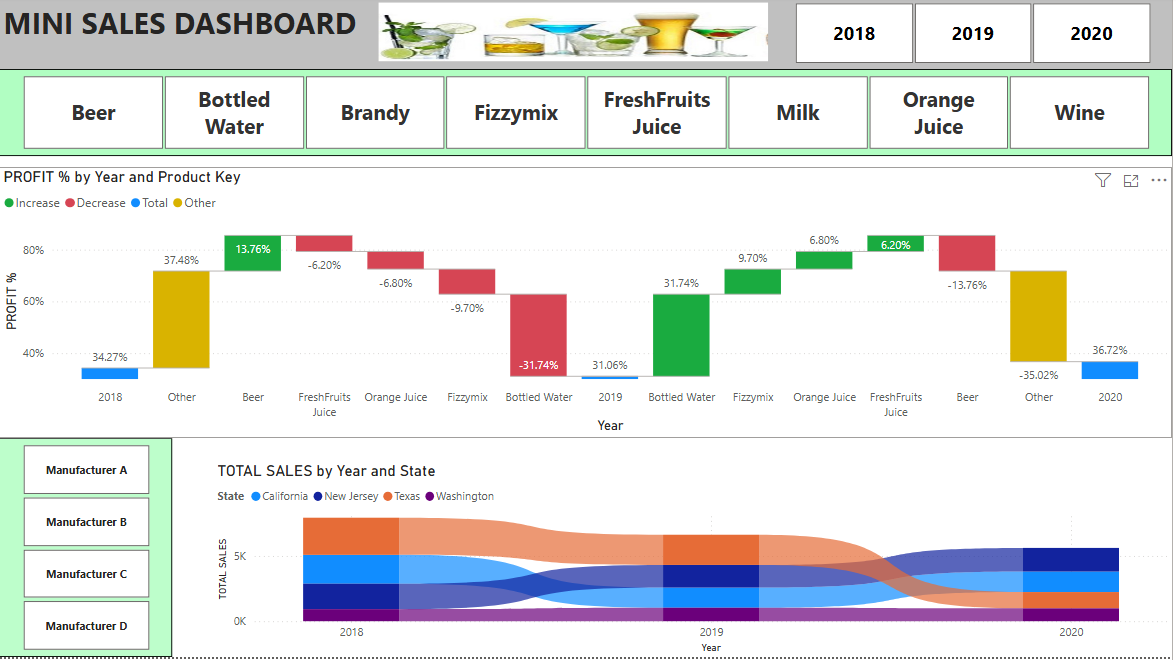 MINI SALES DASHBOARD
2018
2019
2020
Beer
Bottled
Water
Brandy
Fizzymix
FreshFruits
Juice
Milk
Orange
Juice
Wine
PROFIT % by Year and Product Key
Increase
Decrease
Total
Other
PROFIT %
80%
60%
40%
34.27%
37.48%
13.76%
-6.20%
-6.80%
-9.70%
-31.74%
31.06%
31.74%
9.70%
6.80%
6.20%
-13.76%
-35.02%
36.72%
2018
Other
Beer
FreshFruits
Juice
Orange Juice
Fizzymix
Bottled Water
2019
Bottled Water
Fizzymix
Orange Juice
FreshFruits
Juice
Beer
Other
2020
Year
Manufacturer A
Manufacturer B
Manufacturer C
Manufacturer D
TOTAL SALES by Year and State
State
California
New Jersey
Texas
Washington
TOTAL SALES
5K
0K
2018
2019
2020
Year